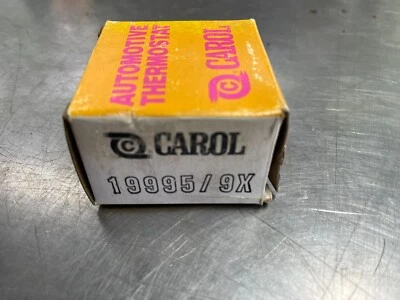 AUTOMOTIVE
THERMOSTAT
C CAROL
C CAROL
19995/9X